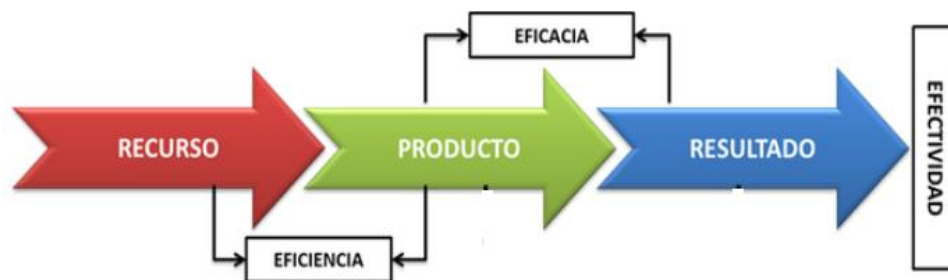 EFICACIA
RECURSO
PRODUCTO
RESULTADO
EFECTIVIDAD
EFICIENCIA